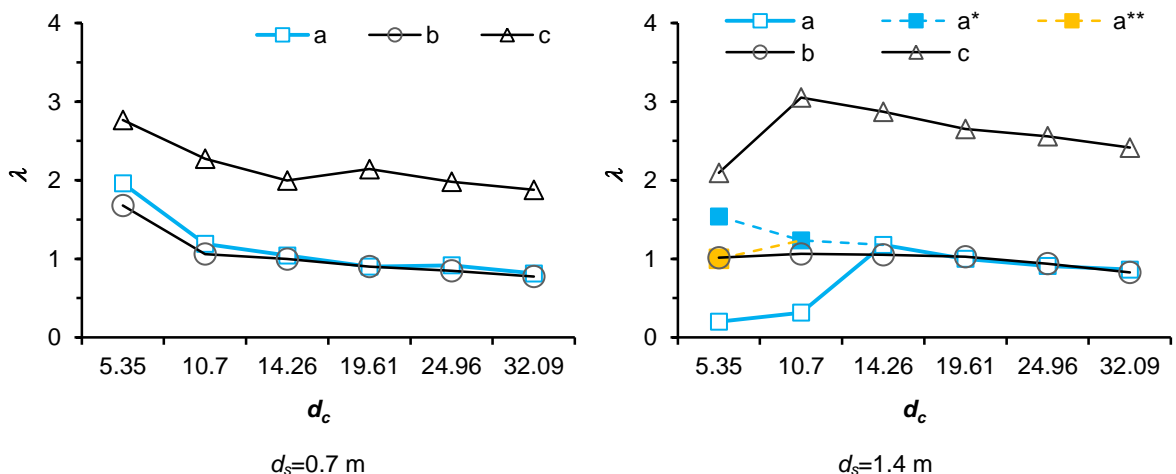 4
3
2
1
0
λ
a
b
c
5.35 10.7 14.26 19.61 24.96 32.09
d_c
d_s=0.7 m
4
3
2
1
0
λ
a a* a**
b c
5.35 10.7 14.26 19.61 24.96 32.09
d_c
d_s=1.4 m